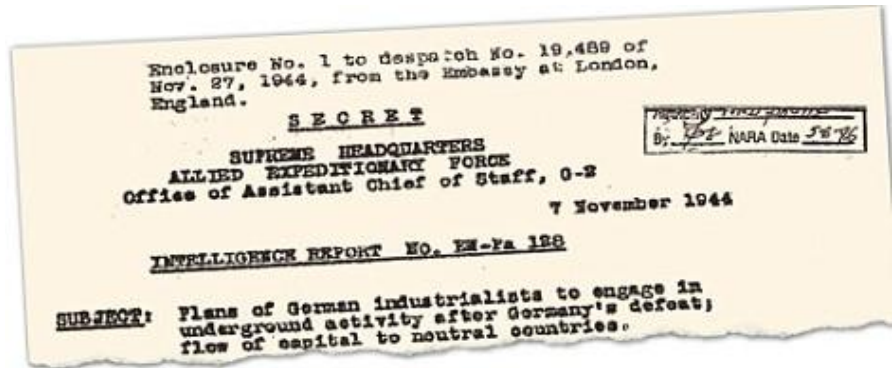 Enclosure No. 1 to despatch No. 19,489 of
Nov. 27, 1944, from the Embassy at London,
England.
SECRET
By NARA Date
SUPREME HEADQUARTERS
ALLIED EXPEDITIONARY FORCE
Office of Assistant Chief of Staff, G-2
7 November 1944
INTELLIGENCE REPORT NO. EW-Pa 128
SUBJECT: Plans of German industrialists to engage in
underground activity after Germany's defeat;
flow of capital to neutral countries.